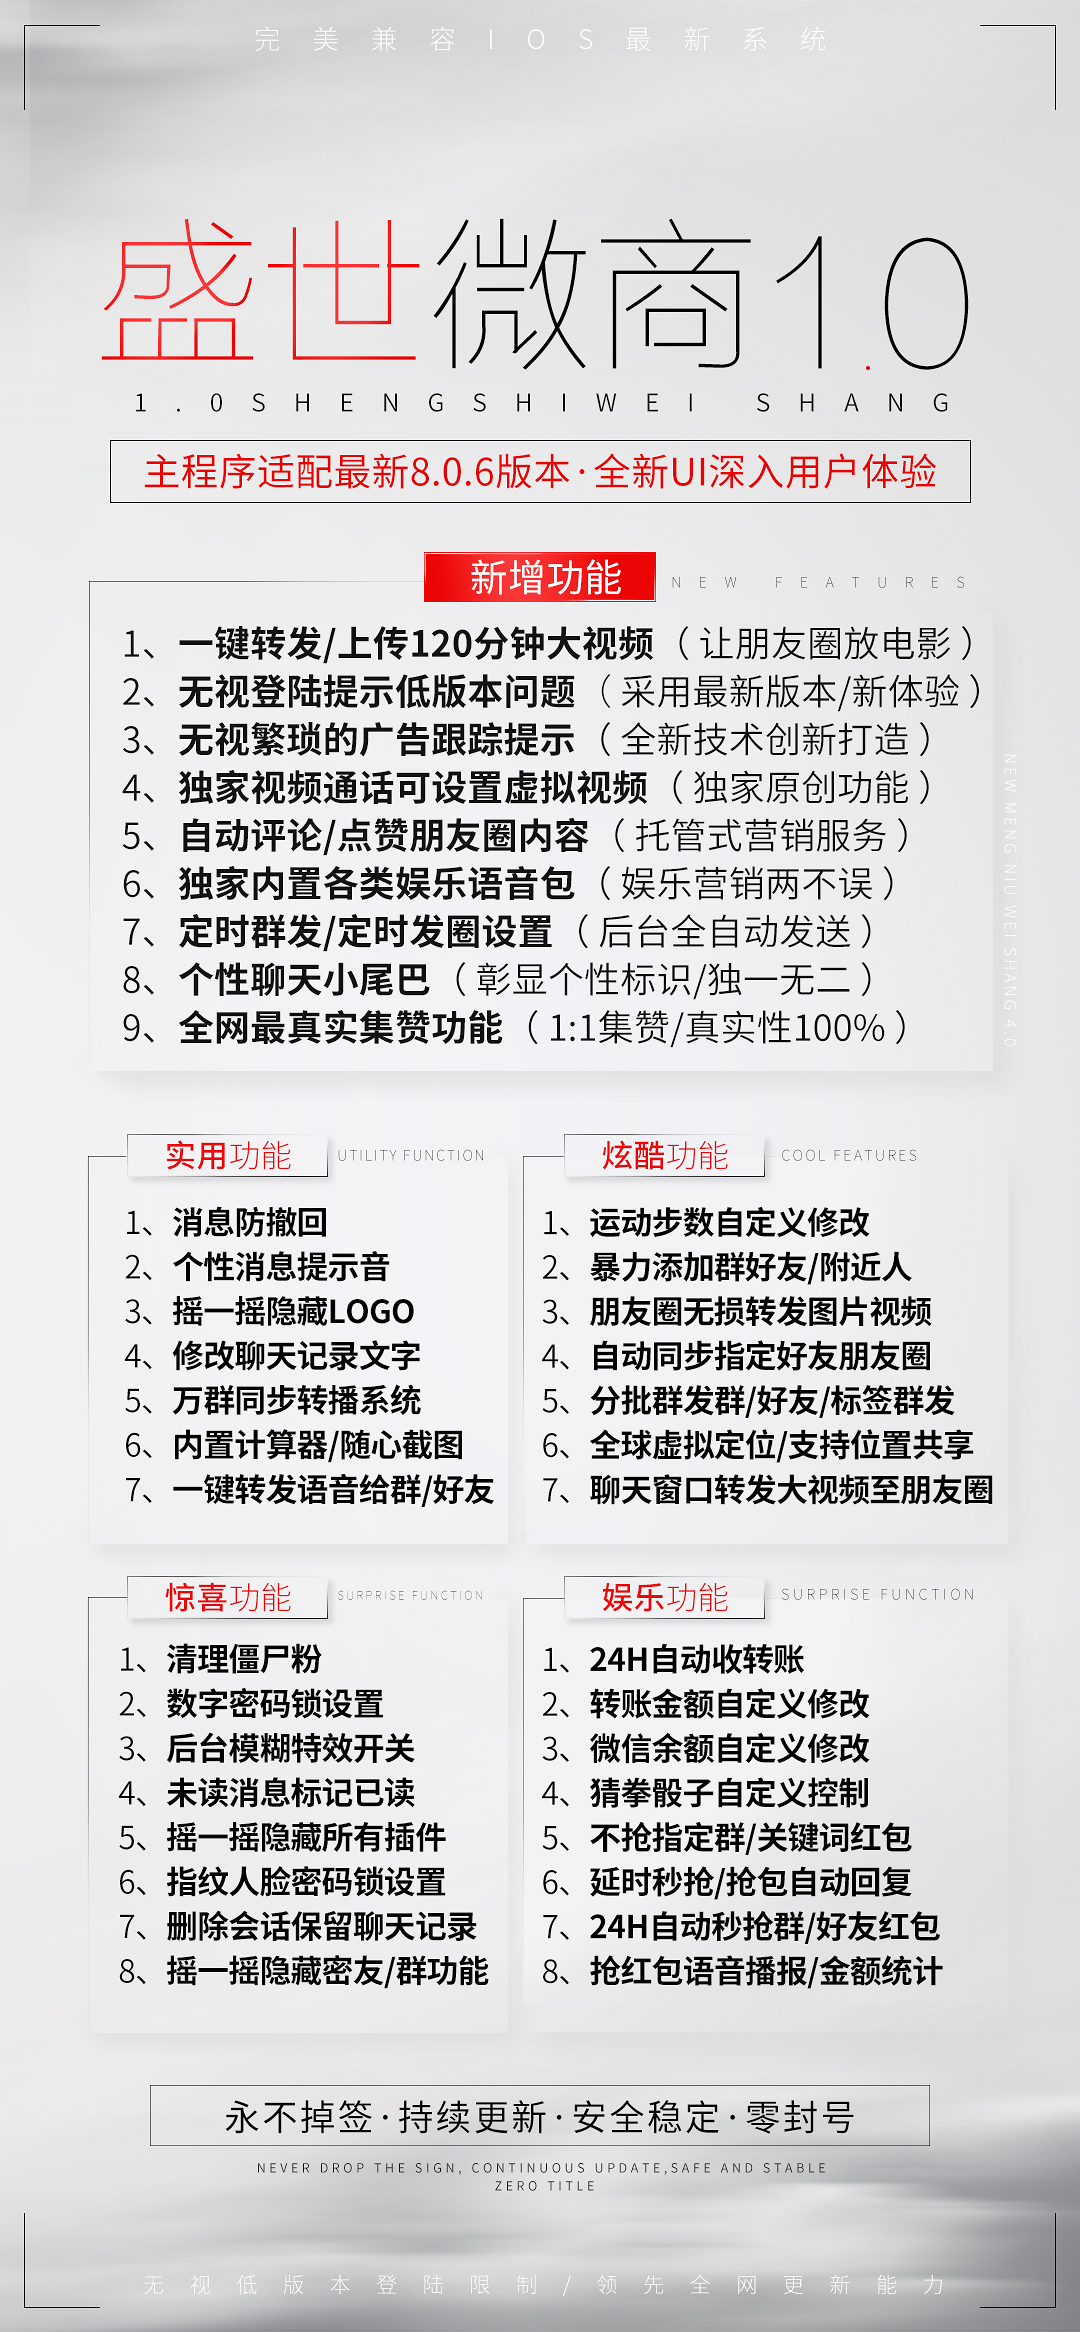 完美兼容IOS最新系统
盛世微商1.0
1.0SHENGSHIWEI SHANG
主程序适配最新8.0.6版本·全新UI深入用户体验
新增功能
NEW FEATURES
1、一键转发/上传120分钟大视频（让朋友圈放电影）
2、无视登陆提示低版本问题（采用最新版本/新体验）
3、无视繁琐的广告跟踪提示（全新技术创新打造）
4、独家视频通话可设置虚拟视频（独家原创功能）
5、自动评论/点赞朋友圈内容（托管式营销服务）
6、独家内置各类娱乐语音包（娱乐营销两不误）
7、定时群发/定时发圈设置（后台全自动发送）
8、个性聊天小尾巴（彰显个性标识/独一无二）
9、全网最真实集赞功能（1:1集赞/真实性100%）
NEW MENG NIU WEI SHANG 4.0
实用功能
UTILITY FUNCTION
1、消息防撤回
2、个性消息提示音
3、摇一摇隐藏LOGO
4、修改聊天记录文字
5、万群同步转播系统
6、内置计算器/随心截图
7、一键转发语音给群/好友
炫酷功能
COOL FEATURES
1、运动步数自定义修改
2、暴力添加群好友/附近人
3、朋友圈无损转发图片视频
4、自动同步指定好友朋友圈
5、分批群发群/好友/标签群发
6、全球虚拟定位/支持位置共享
7、聊天窗口转发大视频至朋友圈
惊喜功能
SURPRISE FUNCTION
1、清理僵尸粉
2、数字密码锁设置
3、后台模糊特效开关
4、未读消息标记已读
5、摇一摇隐藏所有插件
6、指纹人脸密码锁设置
7、删除会话保留聊天记录
8、摇一摇隐藏密友/群功能
娱乐功能
SURPRISE FUNCTION
1、24H自动收转账
2、转账金额自定义修改
3、微信余额自定义修改
4、猜拳骰子自定义控制
5、不抢指定群/关键词红包
6、延时秒抢/抢包自动回复
7、24H自动秒抢群/好友红包
8、抢红包语音播报/金额统计
永不掉签·持续更新·安全稳定·零封号
NEVER DROP THE SIGN, CONTINUOUS UPDATE,SAFE AND STABLE
ZERO TITLE
无视低版本登陆限制/领先全网更新能力